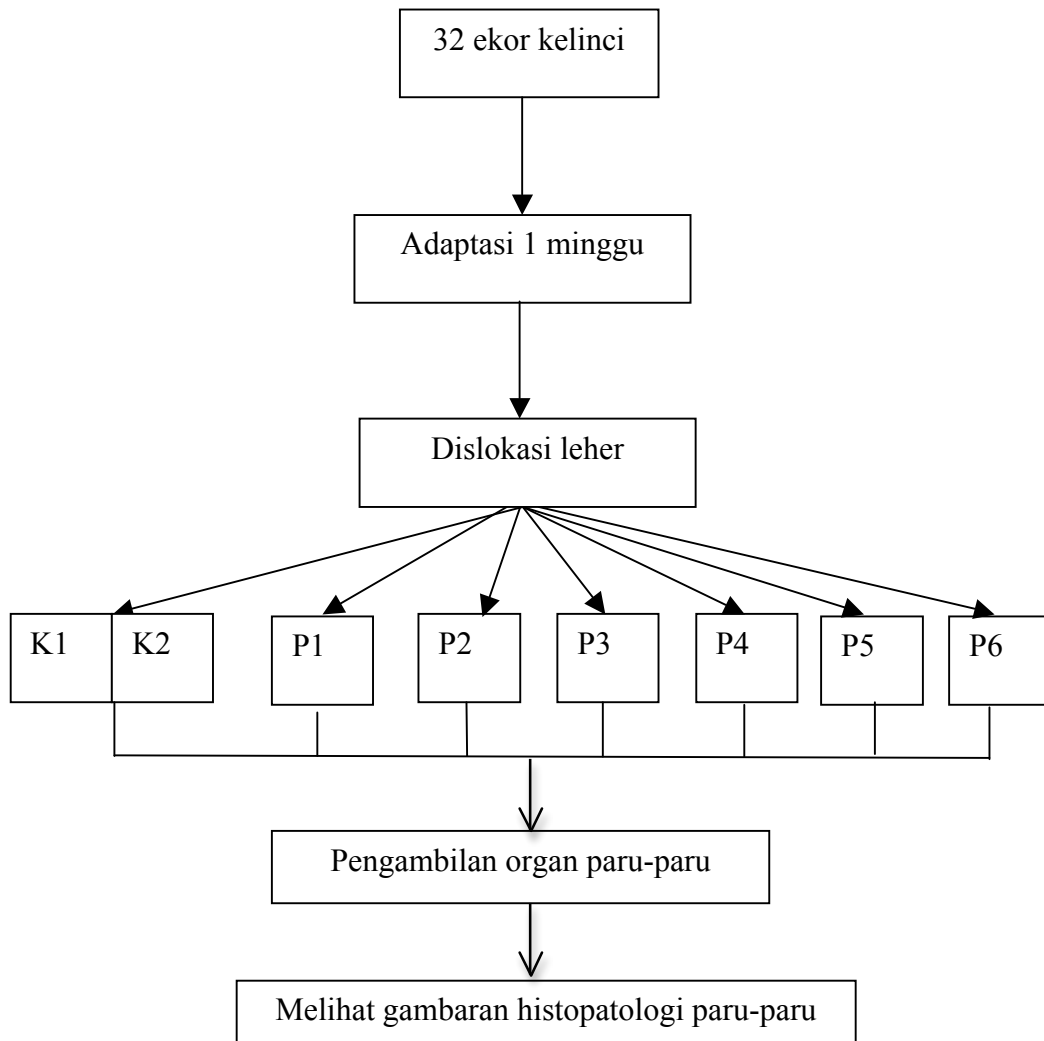 32 ekor kelinci
Adaptasi 1 minggu
Dislokasi leher
K1
K2
P1
P2
P3
P4
P5
P6
Pengambilan organ paru-paru
Melihat gambaran histopatologi paru-paru